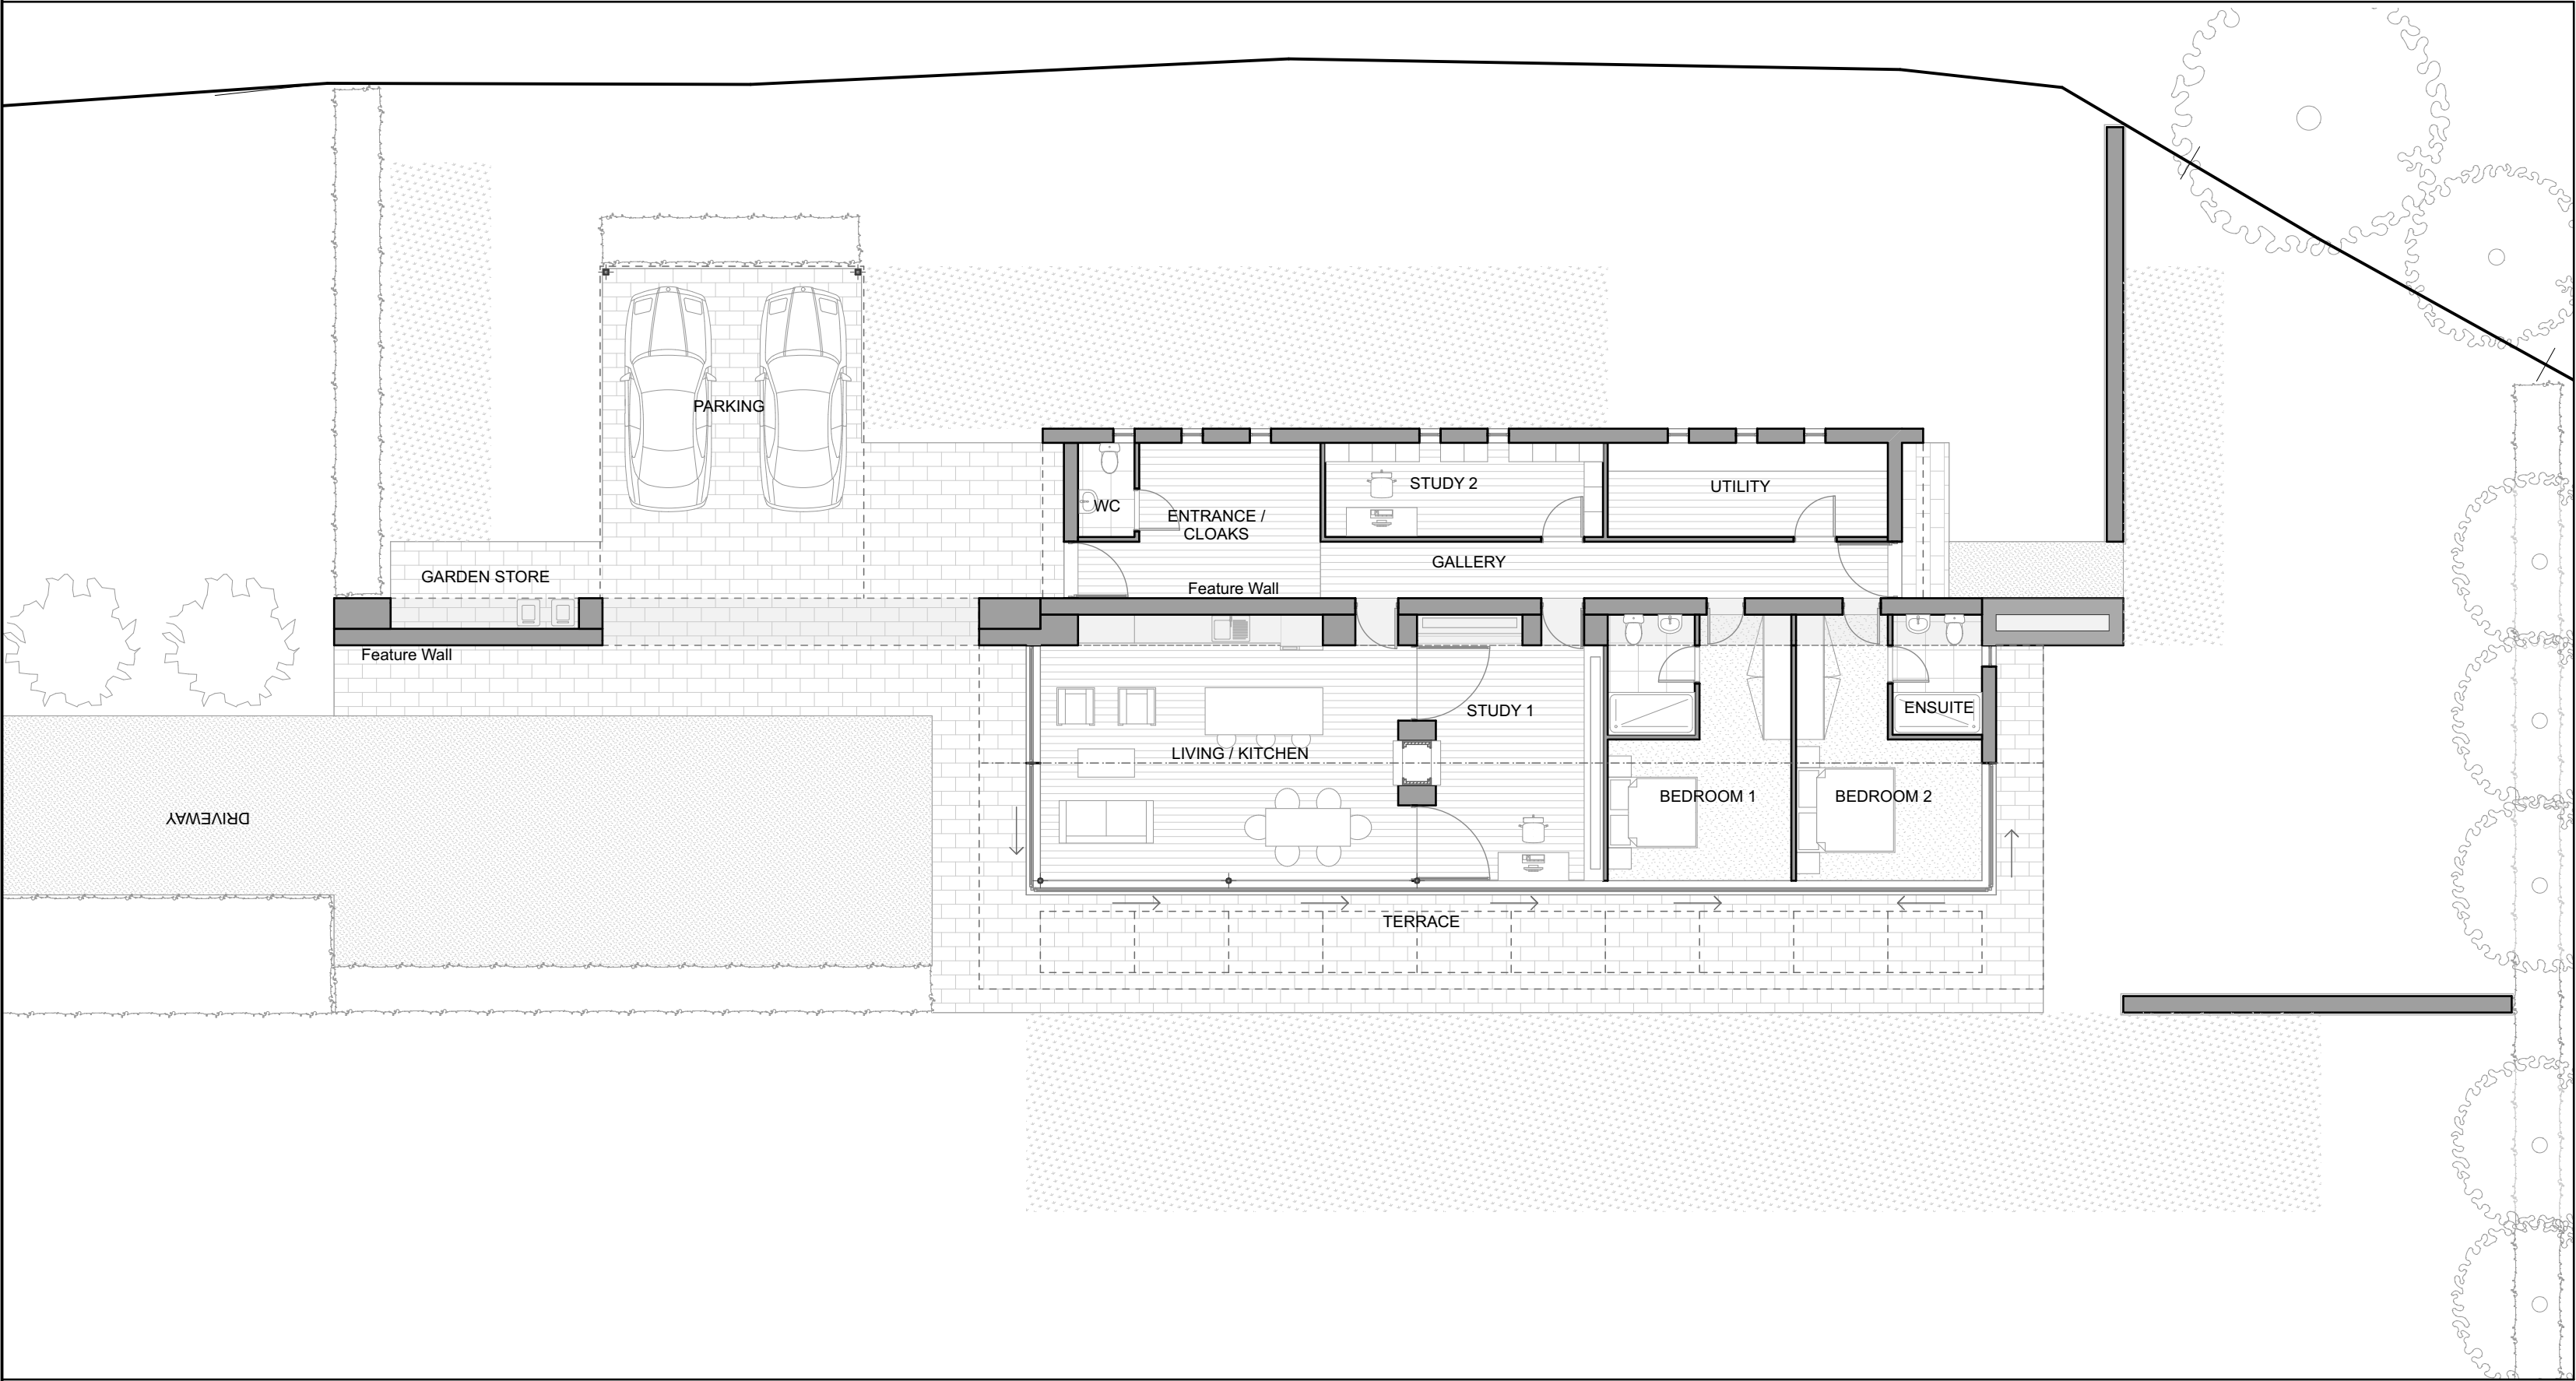 PARKING
STUDY 2
UTILITY
WC
ENTRANCE /
CLOAKS
GALLERY
GARDEN STORE
Feature Wall
Feature Wall
ENSUITE
STUDY 1
LIVING / KITCHEN
BEDROOM 1
BEDROOM 2
DRIVEWAY
TERRACE